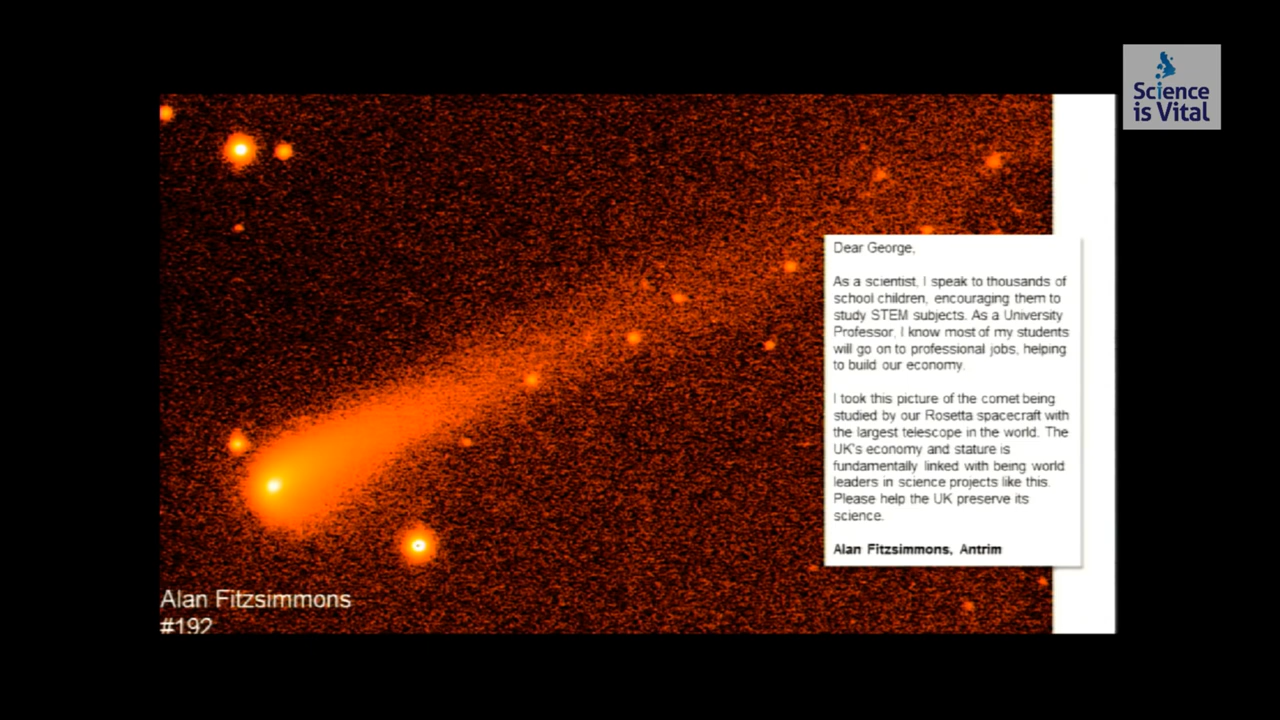 Science
is Vital
Dear George,
As a scientist, I speak to thousands of
school children, encouraging them to
study STEM subjects. As a University
Professor, I know most of my students
will go on to professional jobs, helping
to build our economy.
I took this picture of the comet being
studied by our Rosetta spacecraft with
the largest telescope in the world. The
UK's economy and stature is
fundamentally linked with being world
leaders in science projects like this.
Please help the UK preserve its
science.
Alan Fitzsimmons, Antrim
Alan Fitzsimmons
#192